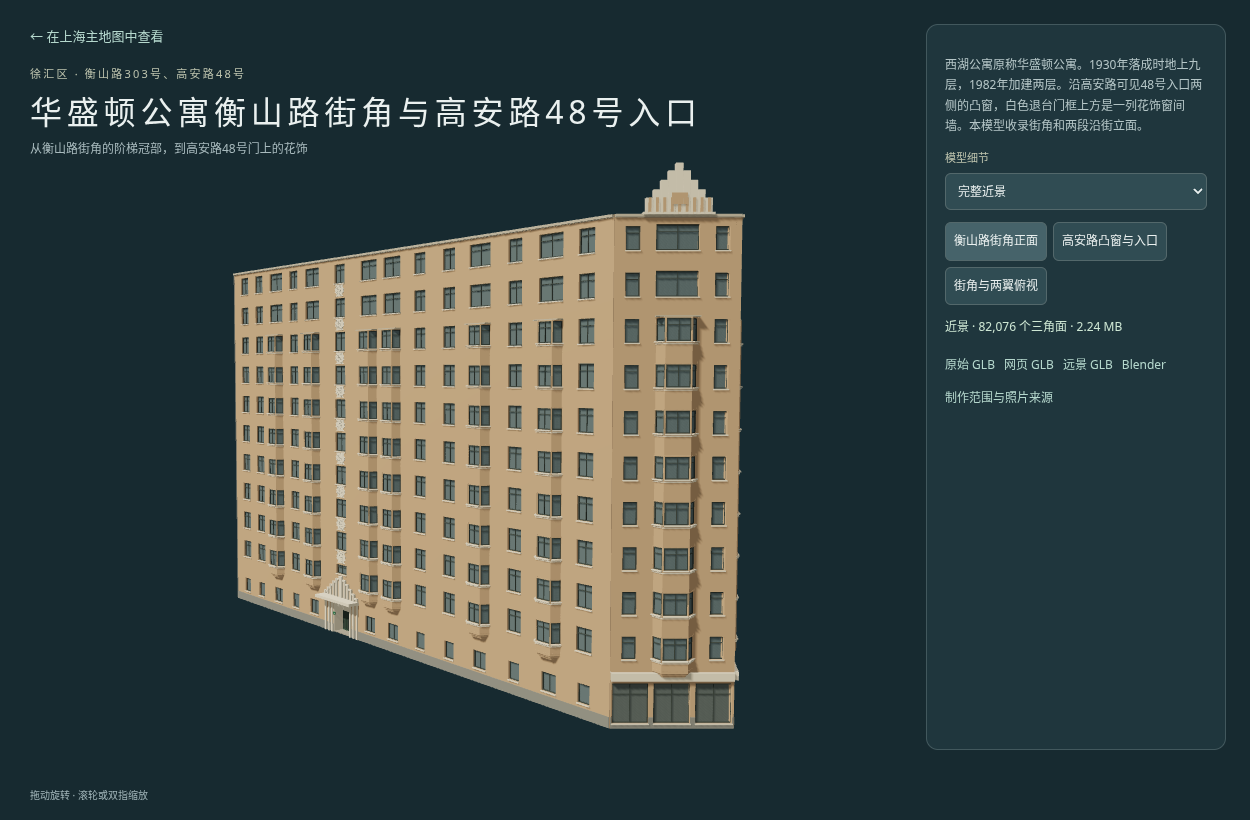 ← 在上海主地图中查看
徐汇区 · 衡山路303号、高安路48号
华盛顿公寓衡山路街角与高安路48号入口
从衡山路街角的阶梯冠部，到高安路48号门上的花饰
西湖公寓原称华盛顿公寓。1930年落成时地上九
层，1982年加建两层。沿高安路可见48号入口两
侧的凸窗，白色退台门框上方是一列花饰窗间
墙。本模型收录街角和两段沿街立面。
模型细节
完整近景
衡山路街角正面 高安路凸窗与入口
街角与两翼俯视
近景 · 82,076 个三角面 · 2.24 MB
原始 GLB 网页 GLB 远景 GLB Blender
制作范围与照片来源
拖动旋转 · 滚轮或双指缩放